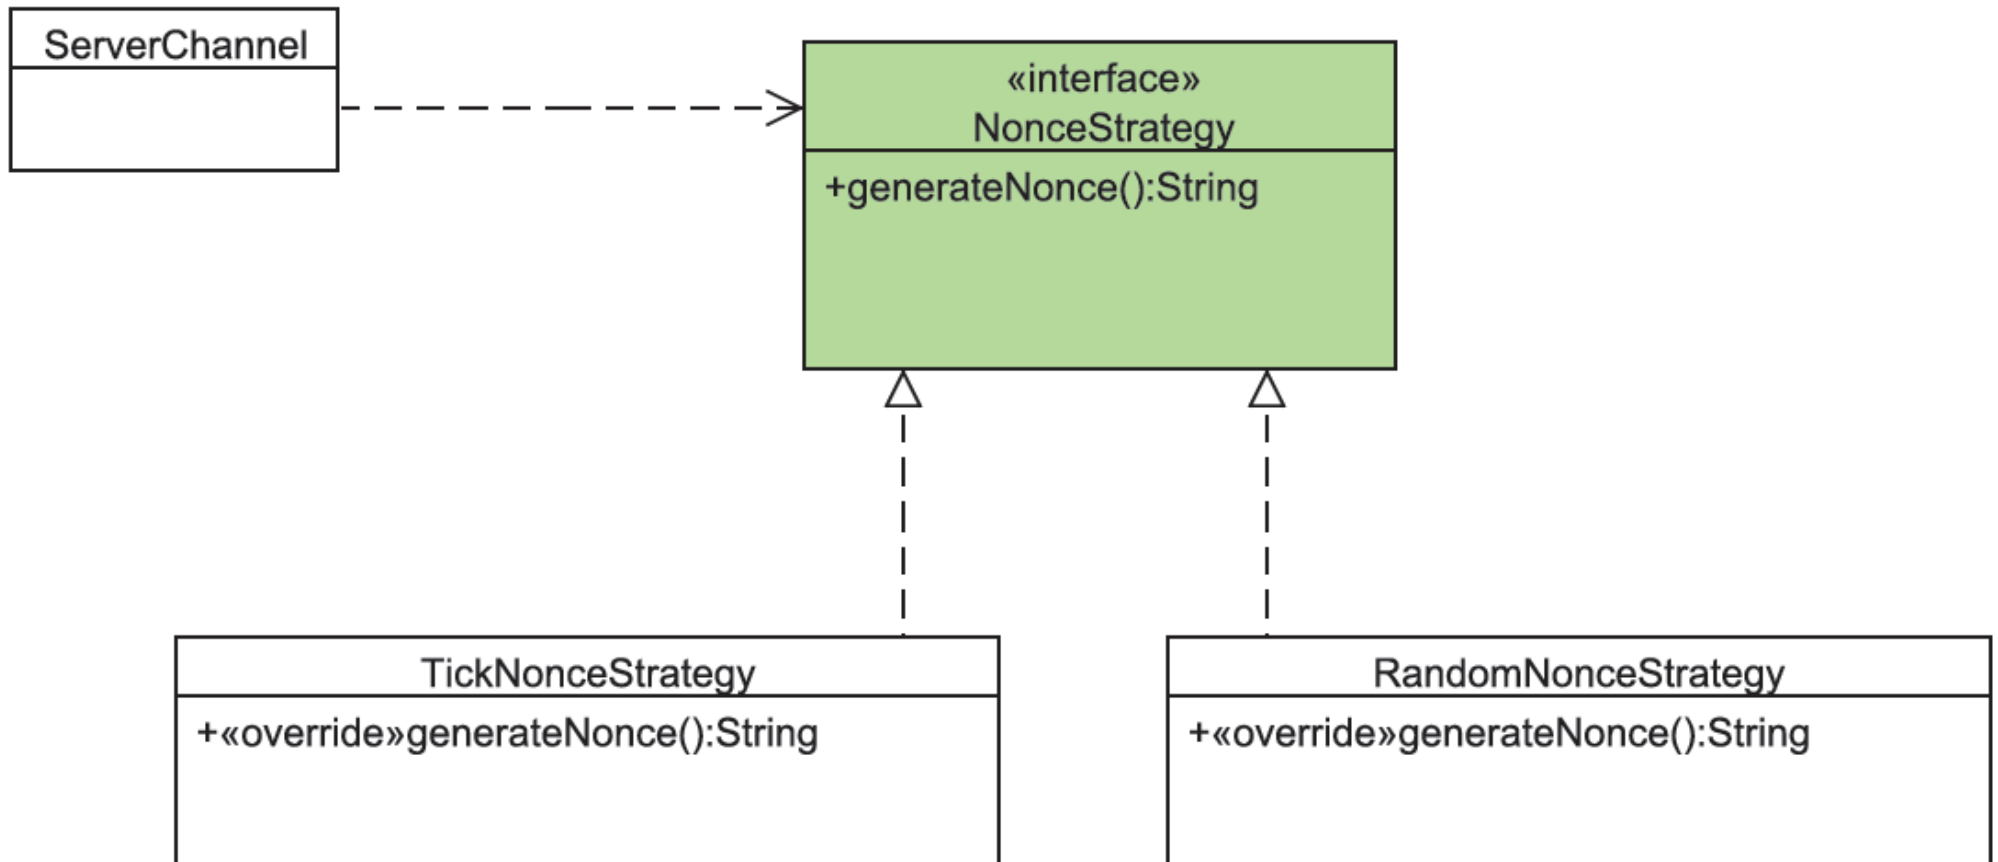 ServerChannel
«interface»
NonceStrategy
+generateNonce():String
TickNonceStrategy
+«override»generateNonce():String
RandomNonceStrategy
+«override»generateNonce():String